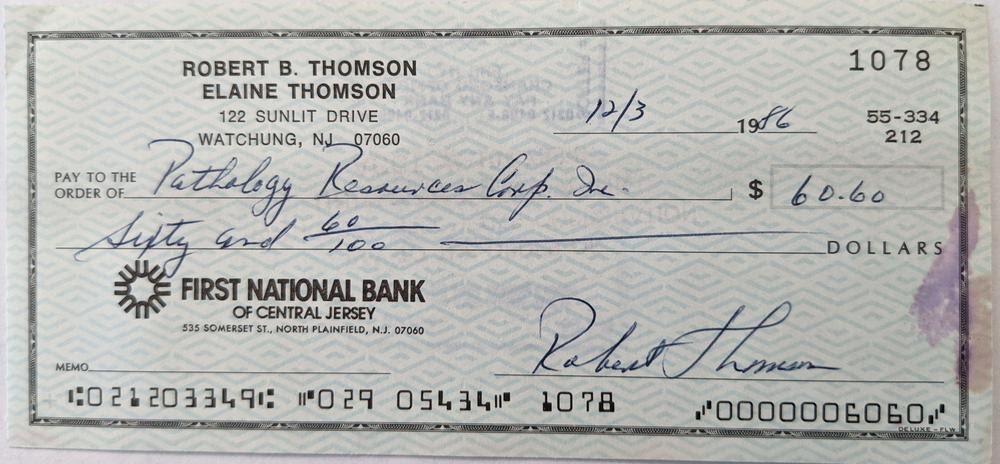 ROBERT B. THOMSON
ELAINE THOMSON
122 SUNLIT DRIVE
WATCHUNG, NJ 07060
1078
12/3 1986
55-334
212
PAY TO THE
ORDER OF Pathology Resources Corp. Inc. $ 60.60
Sixty and 60/100 DOLLARS
FIRST NATIONAL BANK
OF CENTRAL JERSEY
535 SOMERSET ST., NORTH PLAINFIELD, N.J. 07060
Robert Thomson
MEMO
⑆021203349⑆ ⑈029 05434⑈ 1078 ⑇0000006060⑇
DELUXE - FLW